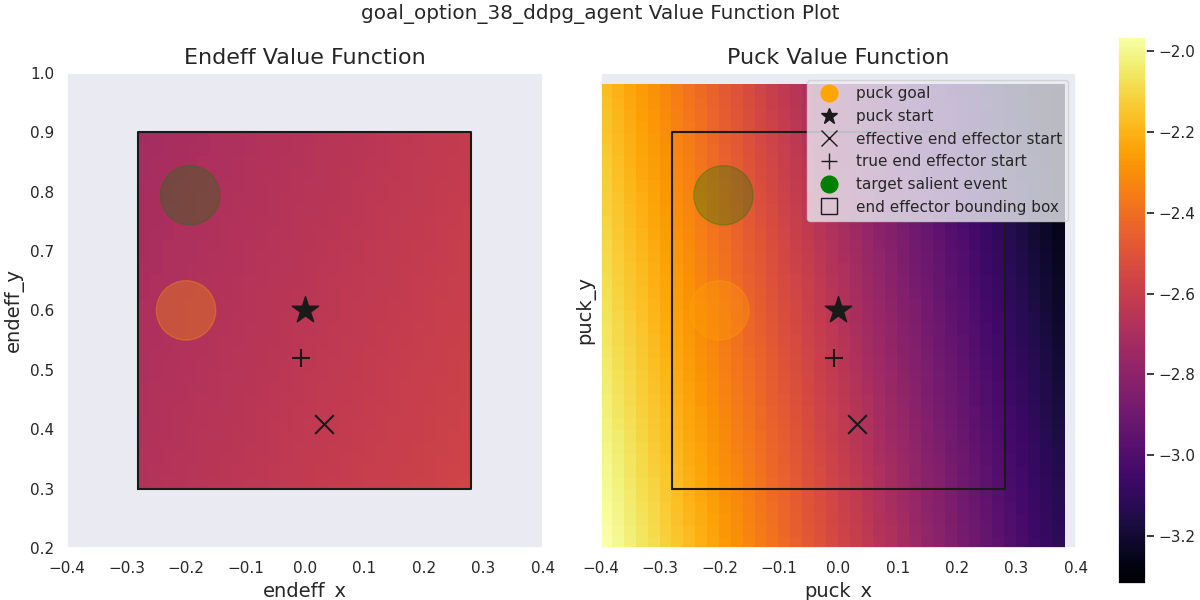 goal_option_38_ddpg_agent Value Function Plot
Endeff Value Function
1.0
0.9
0.8
0.7
0.6
0.5
0.4
0.3
0.2
endeff_y
−0.4 −0.3 −0.2 −0.1 0.0 0.1 0.2 0.3 0.4
endeff_x
Puck Value Function
puck goal
puck start
effective end effector start
true end effector start
target salient event
end effector bounding box
puck_y
−0.4 −0.3 −0.2 −0.1 0.0 0.1 0.2 0.3 0.4
puck_x
−2.0
−2.2
−2.4
−2.6
−2.8
−3.0
−3.2